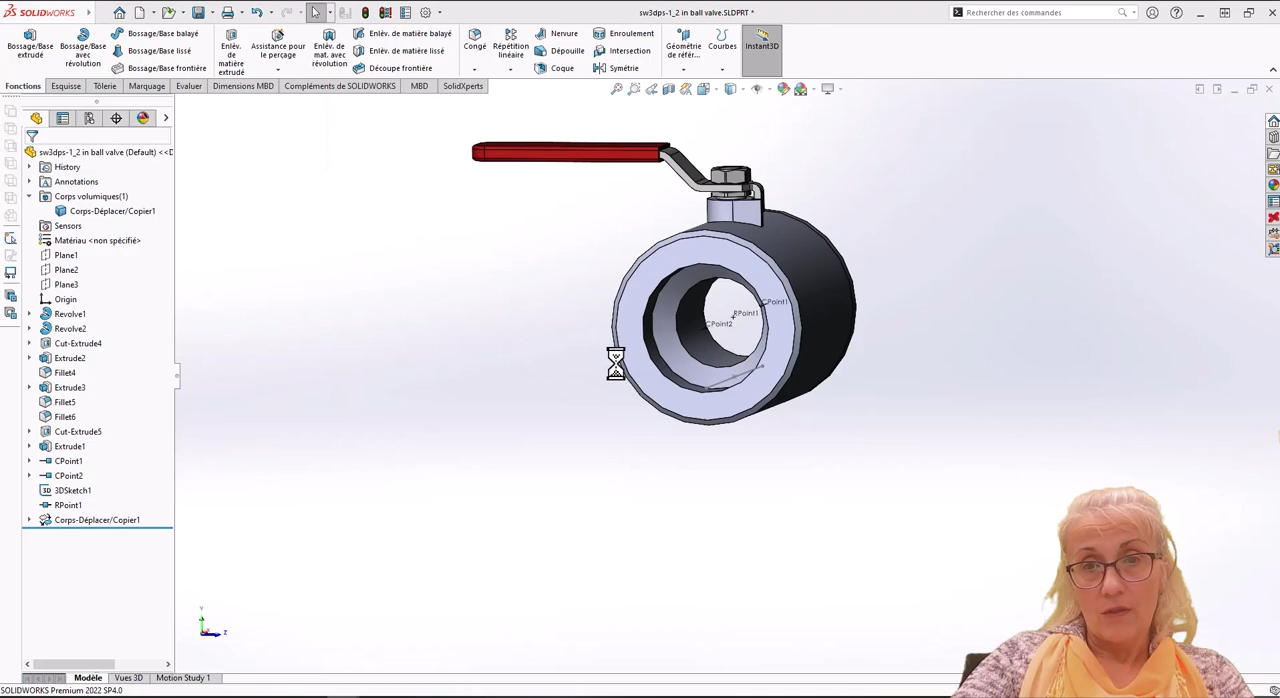 SOLIDWORKS
sw3dps-1_2 in ball valve.SLDPRT *
Rechercher des commandes
Bossage/Base extrudé
Bossage/Base avec révolution
Bossage/Base balayé
Bossage/Base lissé
Bossage/Base frontière
Enlèv. de matière extrudé
Assistance pour le perçage
Enlèv. de mat. avec révolution
Enlèv. de matière balayé
Enlèv. de matière lissé
Découpe frontière
Congé
Répétition linéaire
Nervure
Dépouille
Coque
Enroulement
Intersection
Symétrie
Géométrie de référ...
Courbes
Instant3D
Fonctions
Esquisse
Tôlerie
Marquage
Evaluer
Dimensions MBD
Compléments de SOLIDWORKS
MBD
SolidXperts
sw3dps-1_2 in ball valve (Default) <<D
History
Annotations
Corps volumiques(1)
Corps-Déplacer/Copier1
Sensors
Matériau <non spécifié>
Plane1
Plane2
Plane3
Origin
Revolve1
Revolve2
Cut-Extrude4
Extrude2
Fillet4
Extrude3
Fillet5
Fillet6
Cut-Extrude5
Extrude1
CPoint1
CPoint2
3DSketch1
RPoint1
Corps-Déplacer/Copier1
CPoint1
RPoint1
CPoint2
Y
Z
Modèle
Vues 3D
Motion Study 1
SOLIDWORKS Premium 2022 SP4.0